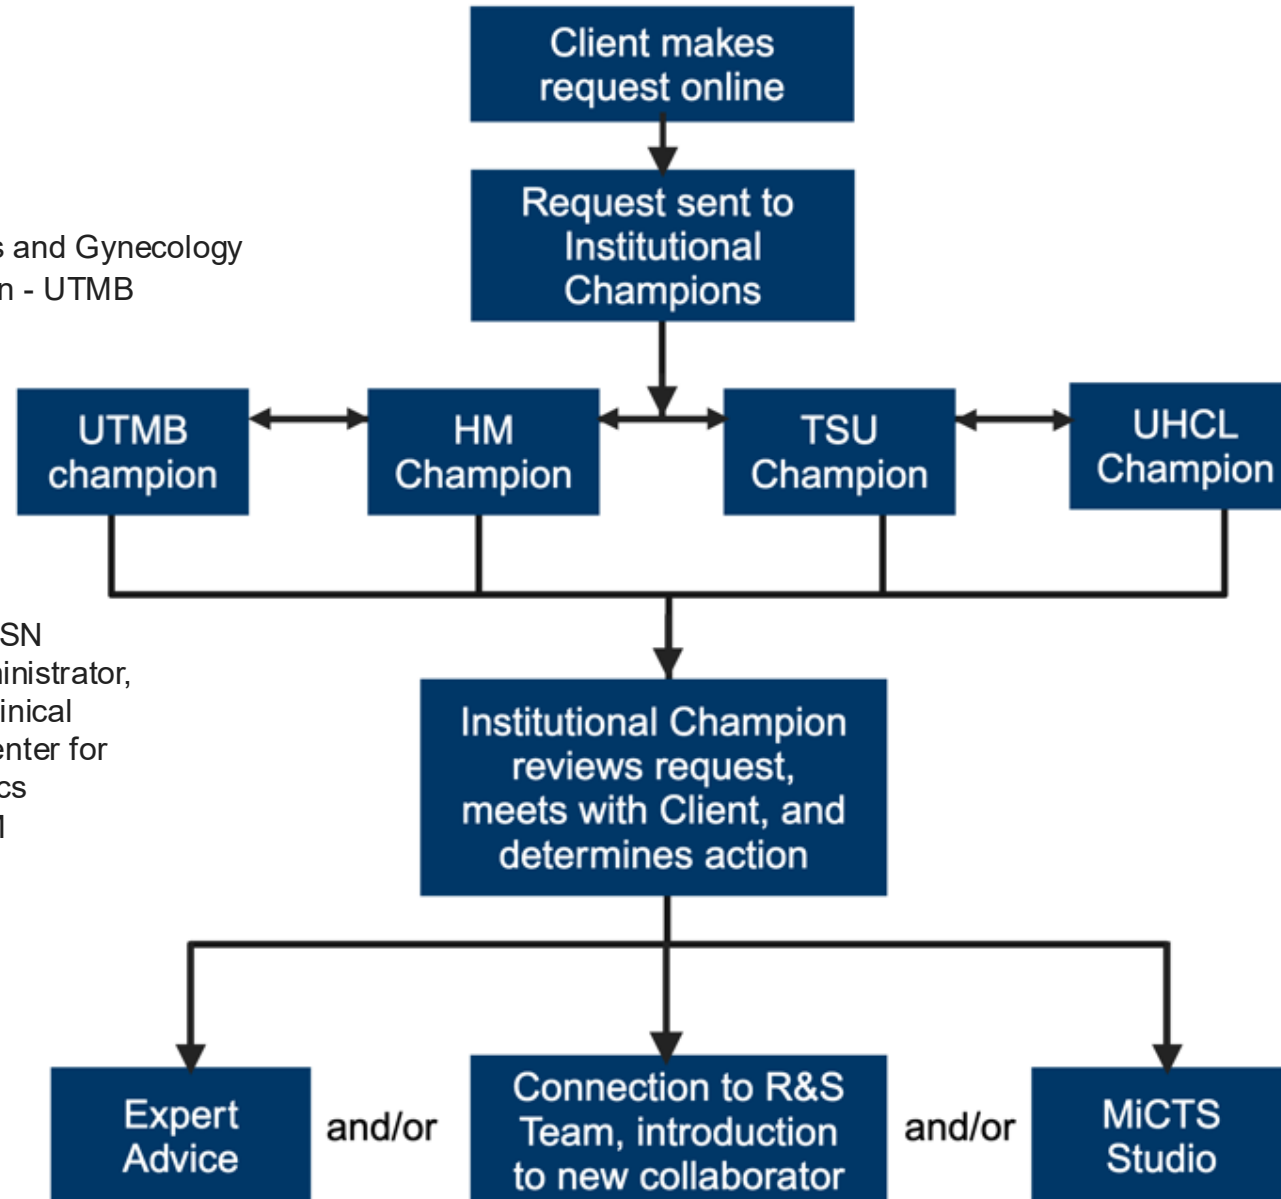 Client makes
request online
Request sent to
Institutional
Champions
s and Gynecology
n - UTMB
UTMB
champion
HM
Champion
TSU
Champion
UHCL
Champion
SN
inistrator,
inical
enter for
cs
Institutional Champion
reviews request,
meets with Client, and
determines action
Expert
Advice
and/or
Connection to R&S
Team, introduction
to new collaborator
and/or
MiCTS
Studio